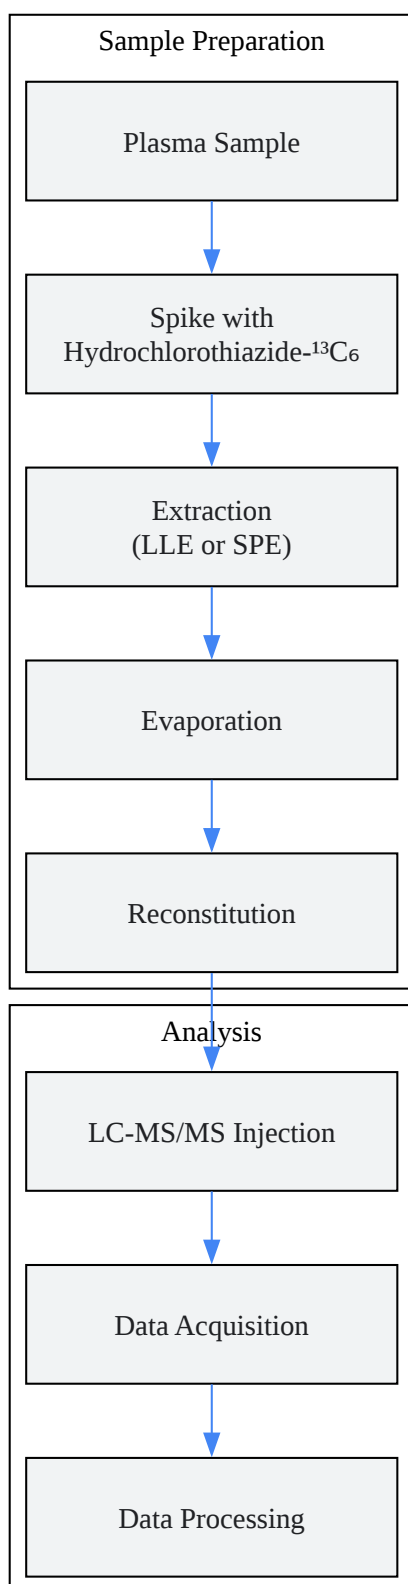 Sample Preparation
Plasma Sample
Spike with
Hydrochlorothiazide-¹³C₆
Extraction
(LLE or SPE)
Evaporation
Reconstitution
Analysis
LC-MS/MS Injection
Data Acquisition
Data Processing